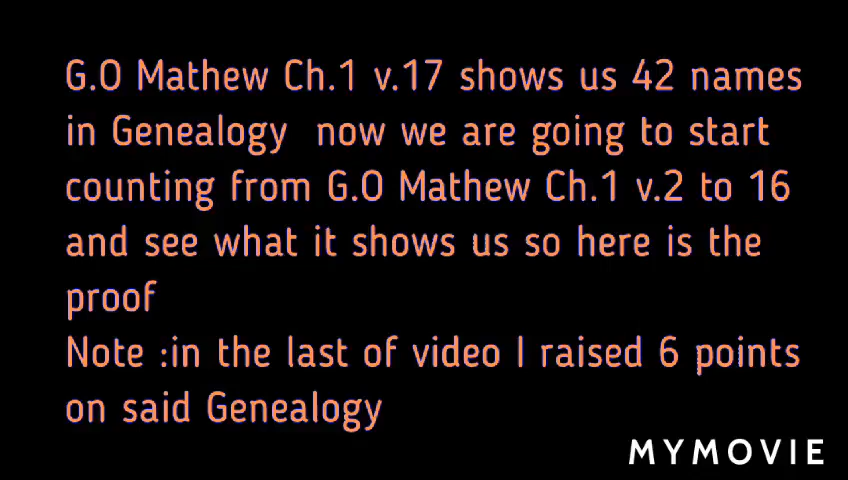 G.O Mathew Ch.1 v.17 shows us 42 names
in Genealogy now we are going to start
counting from G.O Mathew Ch.1 v.2 to 16
and see what it shows us so here is the
proof
Note :in the last of video I raised 6 points
on said Genealogy
MYMOVIE